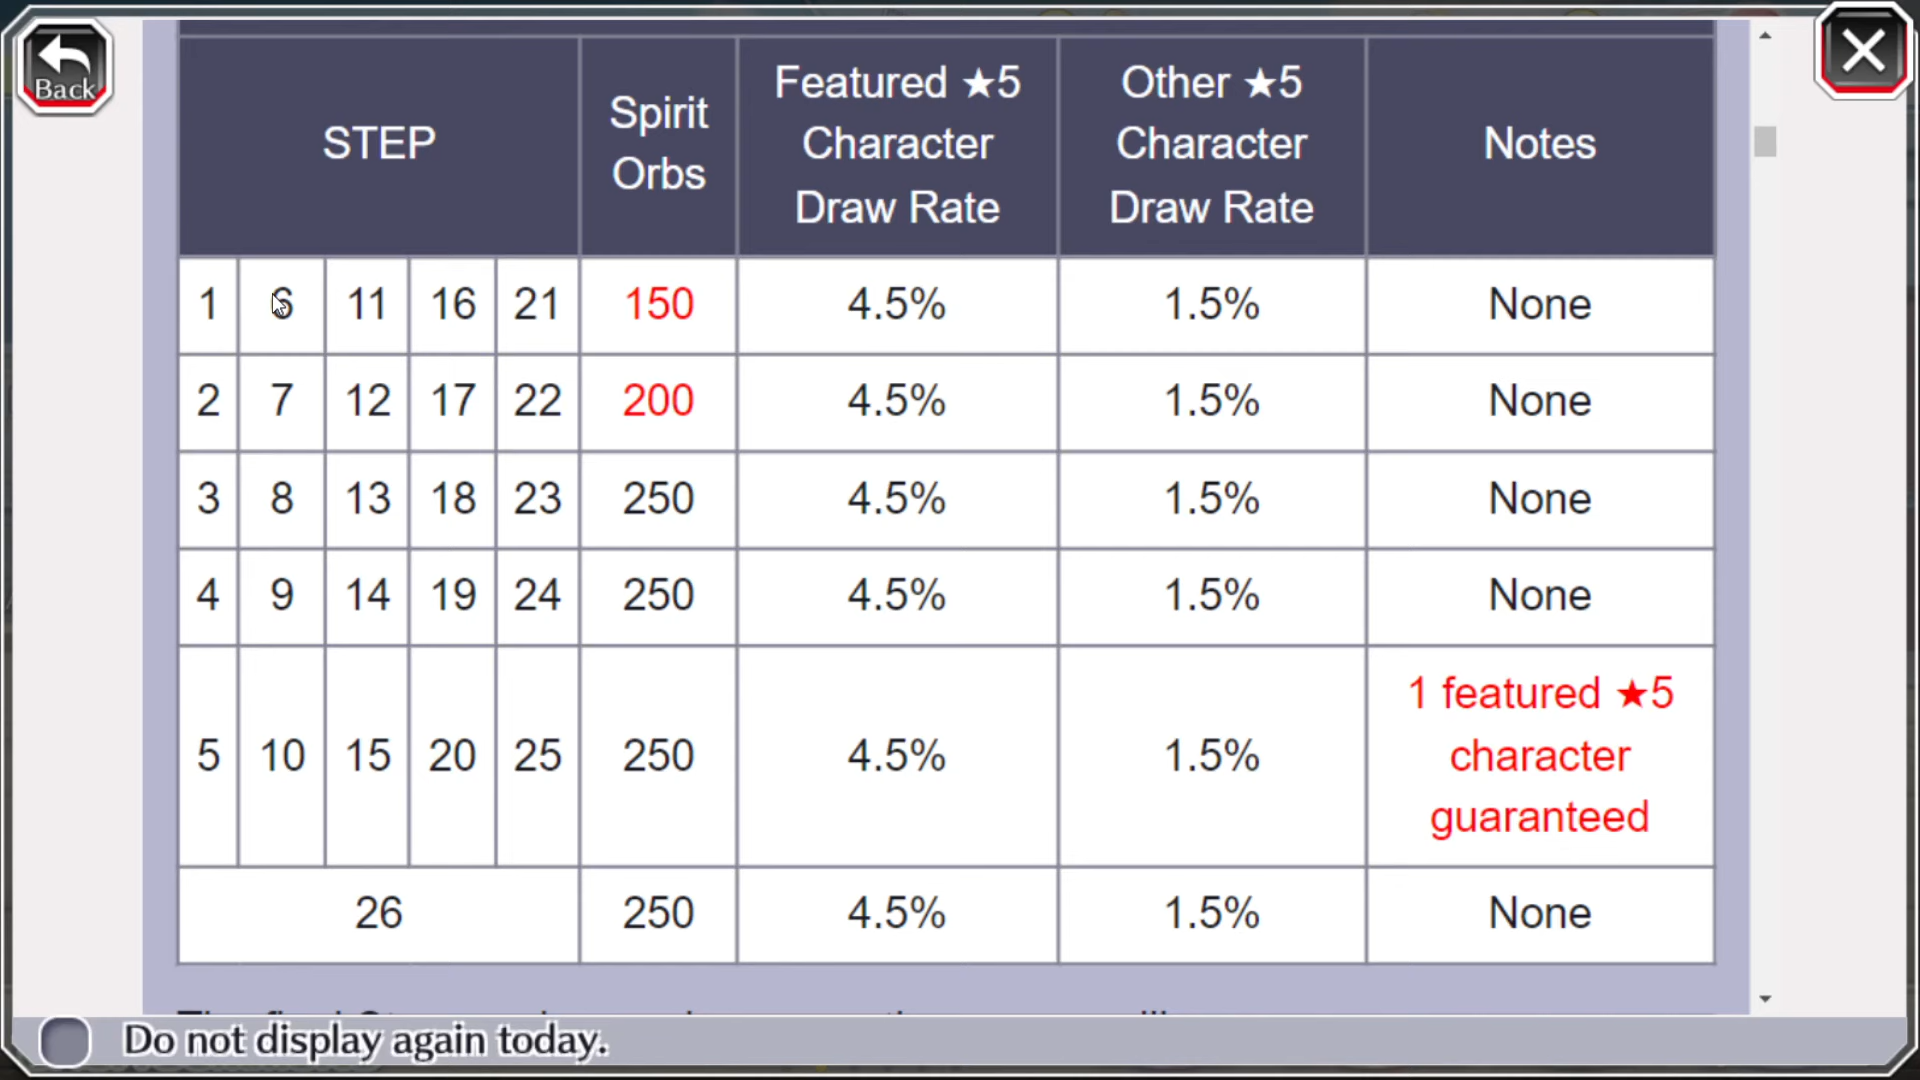 Back
STEP
Spirit
Orbs
Featured ★5
Character
Draw Rate
Other ★5
Character
Draw Rate
Notes
1 6 11 16 21 150 4.5% 1.5% None
2 7 12 17 22 200 4.5% 1.5% None
3 8 13 18 23 250 4.5% 1.5% None
4 9 14 19 24 250 4.5% 1.5% None
5 10 15 20 25 250 4.5% 1.5%
1 featured ★5
character
guaranteed
26 250 4.5% 1.5% None
Do not display again today.